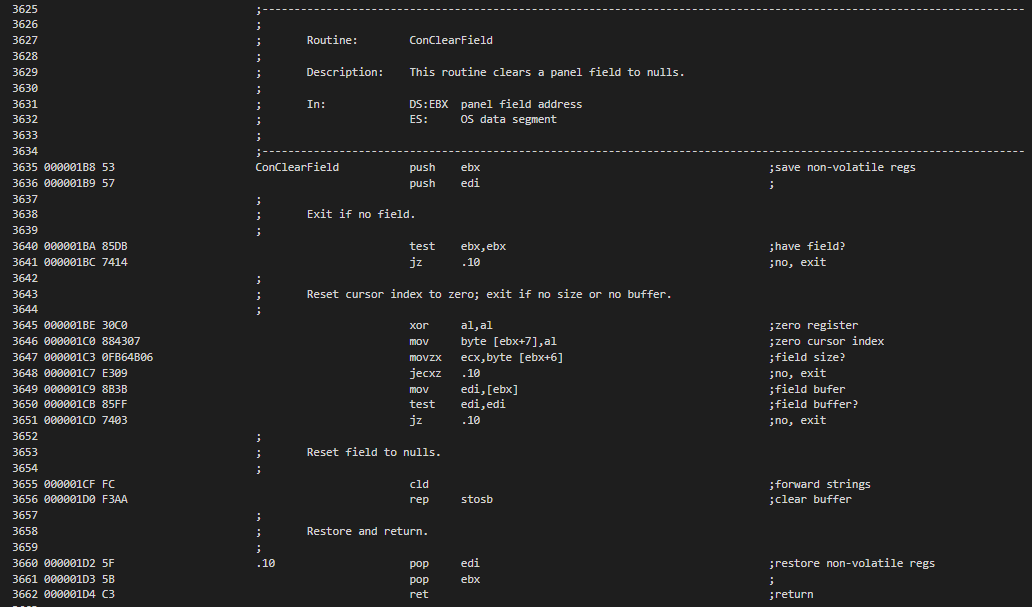 3625 ;-----------------------------------------------------------------------------------------------------------------------
3626 ;
3627 ; Routine: ConClearField
3628 ;
3629 ; Description: This routine clears a panel field to nulls.
3630 ;
3631 ; In: DS:EBX panel field address
3632 ; ES: OS data segment
3633 ;
3634 ;-----------------------------------------------------------------------------------------------------------------------
3635 000001B8 53 ConClearField push ebx ;save non-volatile regs
3636 000001B9 57 push edi ;
3637 ;
3638 ; Exit if no field.
3639 ;
3640 000001BA 85DB test ebx,ebx ;have field?
3641 000001BC 7414 jz .10 ;no, exit
3642 ;
3643 ; Reset cursor index to zero; exit if no size or no buffer.
3644 ;
3645 000001BE 30C0 xor al,al ;zero register
3646 000001C0 884307 mov byte [ebx+7],al ;zero cursor index
3647 000001C3 0FB64B06 movzx ecx,byte [ebx+6] ;field size?
3648 000001C7 E309 jecxz .10 ;no, exit
3649 000001C9 8B3B mov edi,[ebx] ;field bufer
3650 000001CB 85FF test edi,edi ;field buffer?
3651 000001CD 7403 jz .10 ;no, exit
3652 ;
3653 ; Reset field to nulls.
3654 ;
3655 000001CF FC cld ;forward strings
3656 000001D0 F3AA rep stosb ;clear buffer
3657 ;
3658 ; Restore and return.
3659 ;
3660 000001D2 5F .10 pop edi ;restore non-volatile regs
3661 000001D3 5B pop ebx ;
3662 000001D4 C3 ret ;return